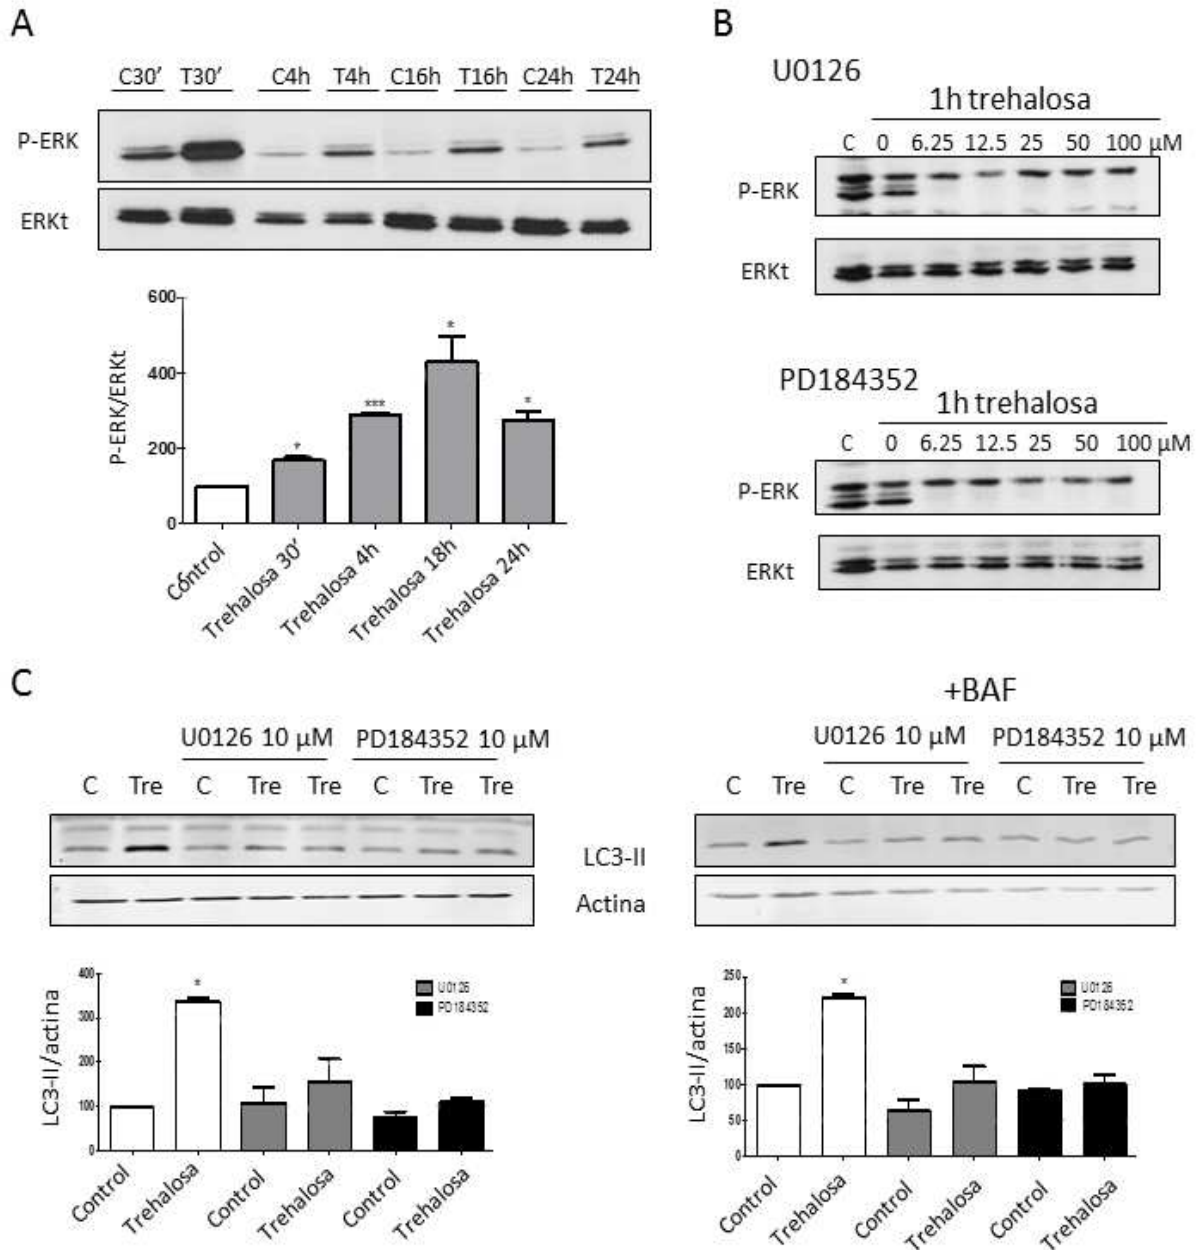 A
C30’ T30’ C4h T4h C16h T16h C24h T24h
P-ERK
ERKt
600
400
200
0
P-ERK/ERKt
*
***
*
*
Control
Trehalosa 30’
Trehalosa 4h
Trehalosa 18h
Trehalosa 24h
B
U0126
1h trehalosa
C 0 6.25 12.5 25 50 100 µM
P-ERK
ERKt
PD184352
1h trehalosa
C 0 6.25 12.5 25 50 100 µM
P-ERK
ERKt
C
U0126 10 µM PD184352 10 µM
C Tre C Tre Tre C Tre Tre
LC3-II
Actina
+BAF
U0126 10 µM PD184352 10 µM
C Tre C Tre Tre C Tre Tre
LC3-II/actina
400
300
200
100
0
*
U0126
PD184352
Control
Trehalosa
Control
Trehalosa
Control
Trehalosa
LC3-II/actina
250
200
150
100
50
0
*
U0126
PD184352
Control
Trehalosa
Control
Trehalosa
Control
Trehalosa